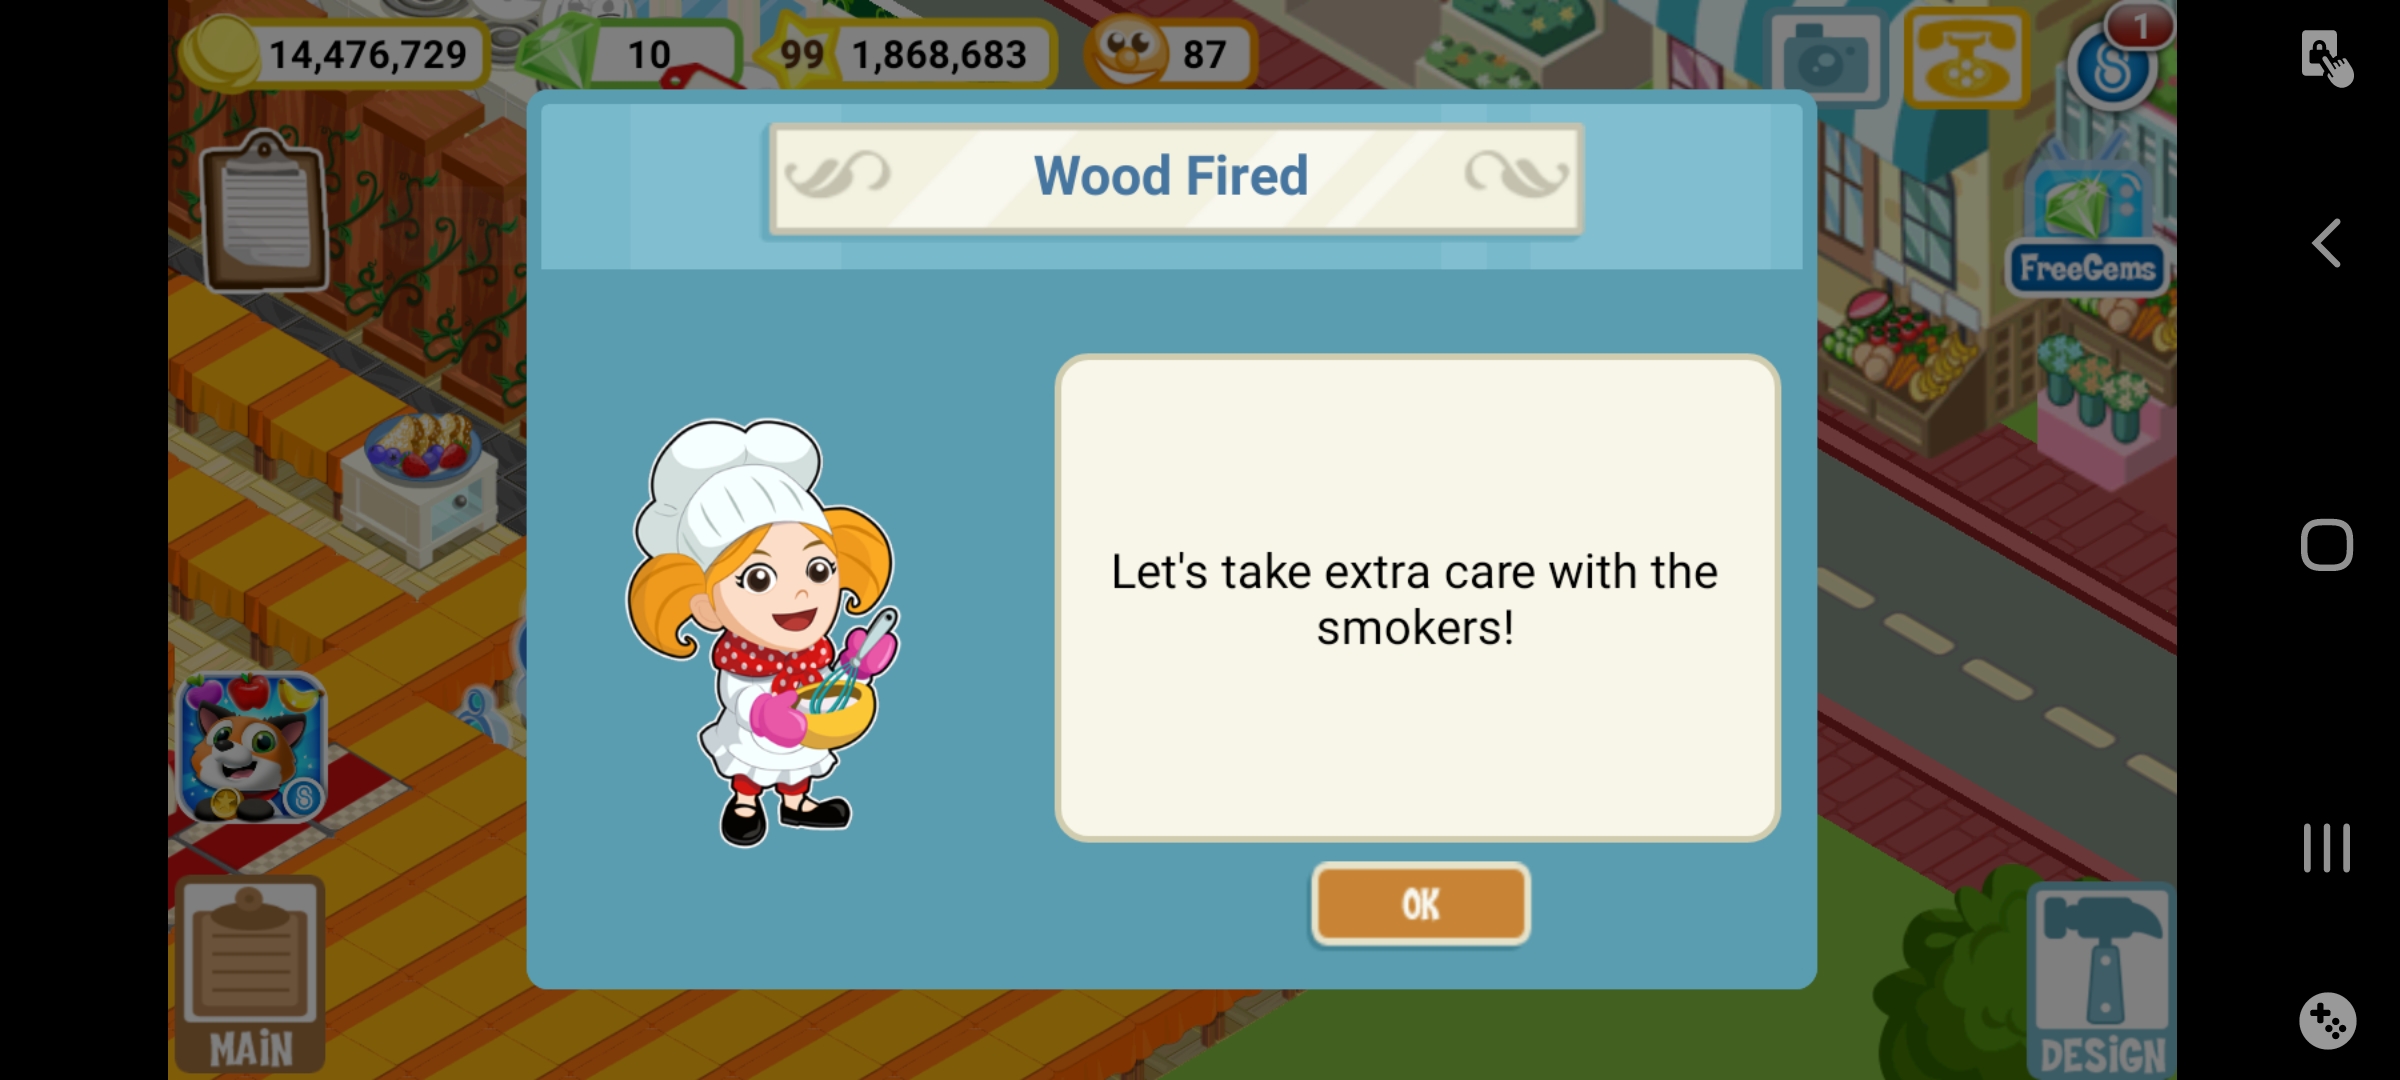 14,476,729
10
99
1,868,683
87
1
Wood Fired
FreeGems
Let's take extra care with the
smokers!
OK
MAiN
DESiGN